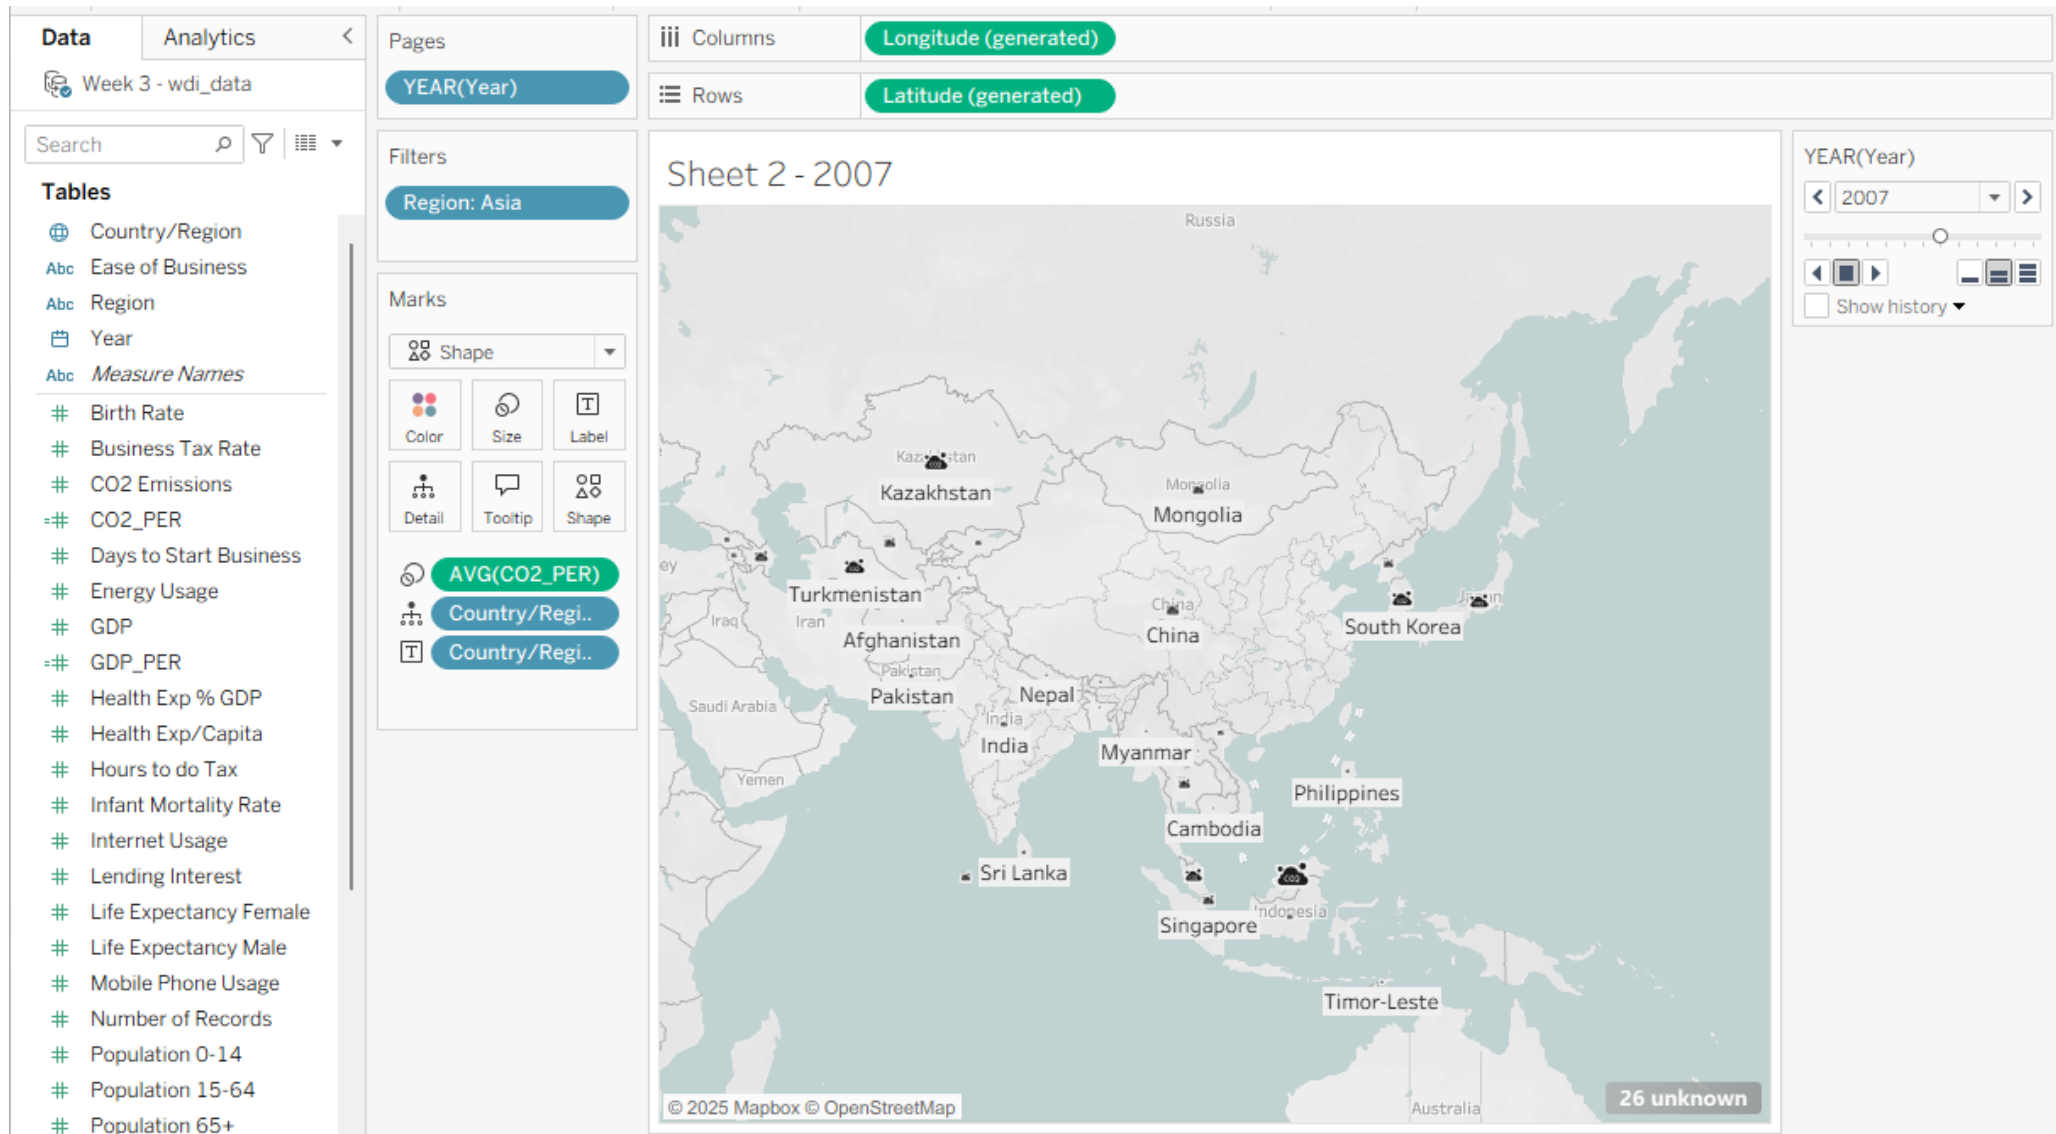 Data
Analytics
Week 3 - wdi_data
Search
Tables
Country/Region
Abc Ease of Business
Abc Region
Year
Abc Measure Names
Birth Rate
Business Tax Rate
CO2 Emissions
CO2_PER
Days to Start Business
Energy Usage
GDP
GDP_PER
Health Exp % GDP
Health Exp/Capita
Hours to do Tax
Infant Mortality Rate
Internet Usage
Lending Interest
Life Expectancy Female
Life Expectancy Male
Mobile Phone Usage
Number of Records
Population 0-14
Population 15-64
Population 65+
Pages
YEAR(Year)
Filters
Region: Asia
Marks
Shape
Color
Size
Label
Detail
Tooltip
Shape
AVG(CO2_PER)
Country/Regi..
Country/Regi..
Columns
Longitude (generated)
Rows
Latitude (generated)
Sheet 2 - 2007
Russia
Kazakhstan
Mongolia
Mongolia
Turkmenistan
Iraq
Iran
Afghanistan
China
China
South Korea
Pakistan
Pakistan
Nepal
Saudi Arabia
India
India
Myanmar
Yemen
Philippines
Cambodia
Sri Lanka
CO2
Indonesia
Singapore
Timor-Leste
Australia
© 2025 Mapbox © OpenStreetMap
26 unknown
YEAR(Year)
2007
Show history